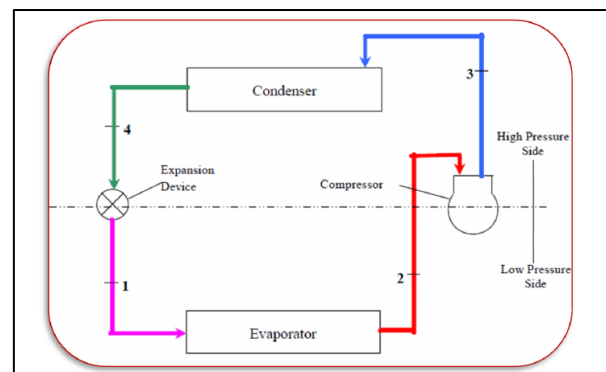 3
Condenser
4
High Pressure
Side
Expansion
Device
Compressor
Low Pressure
Side
1
2
Evaporator